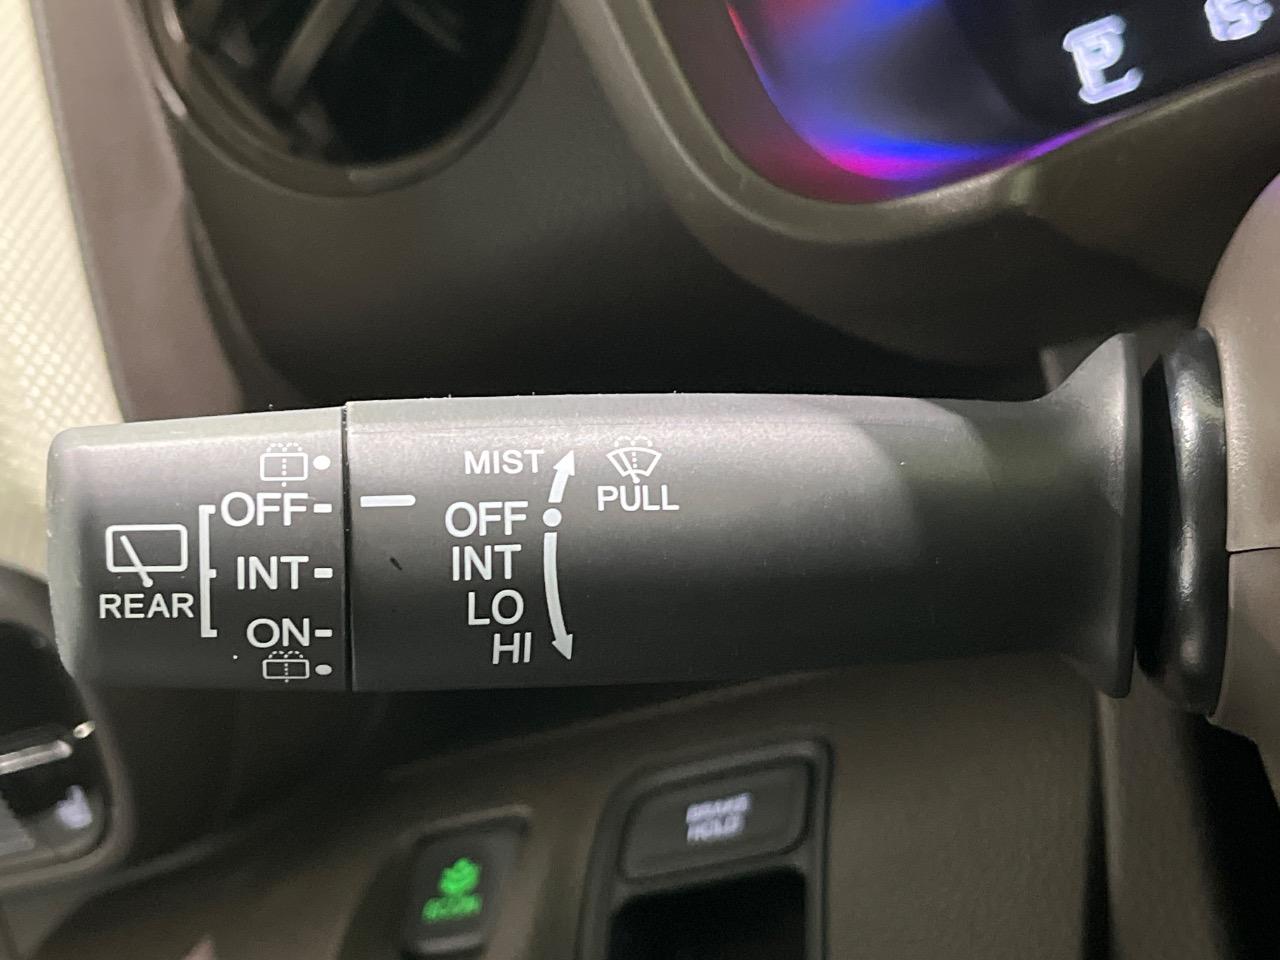 E
MIST
PULL
OFF
INT
LO
HI
OFF
INT
ON
REAR
BRAKE
HOLD